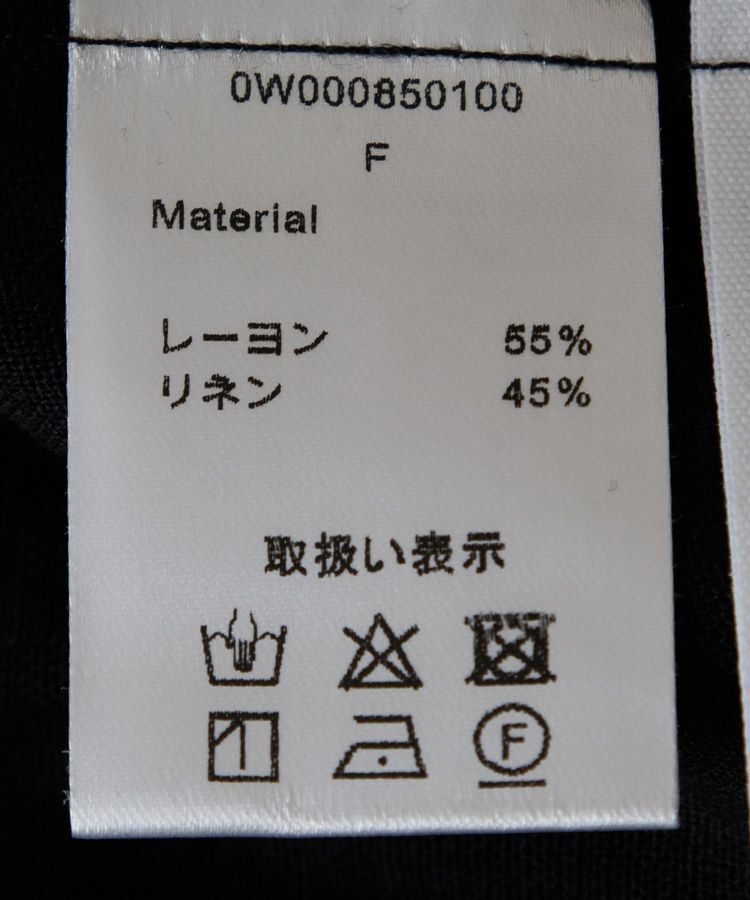 0W000850100
F
Material
レーヨン 55%
リネン 45%
取扱い表示
F